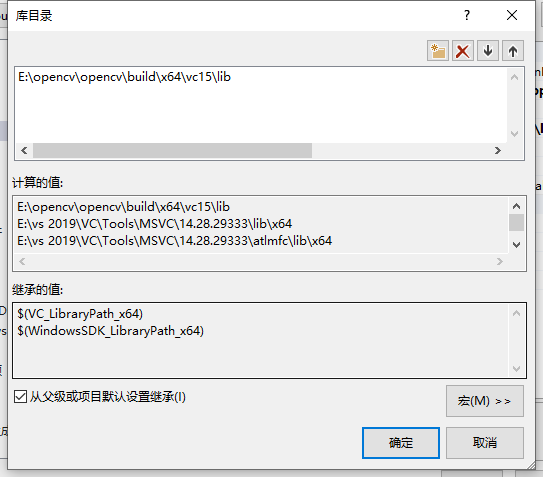 库目录
E:\opencv\opencv\build\x64\vc15\lib
计算的值:
E:\opencv\opencv\build\x64\vc15\lib
E:\vs 2019\VC\Tools\MSVC\14.28.29333\lib\x64
E:\vs 2019\VC\Tools\MSVC\14.28.29333\atlmfc\lib\x64
继承的值:
$(VC_LibraryPath_x64)
$(WindowsSDK_LibraryPath_x64)
从父级或项目默认设置继承(I)
宏(M) >>
确定
取消